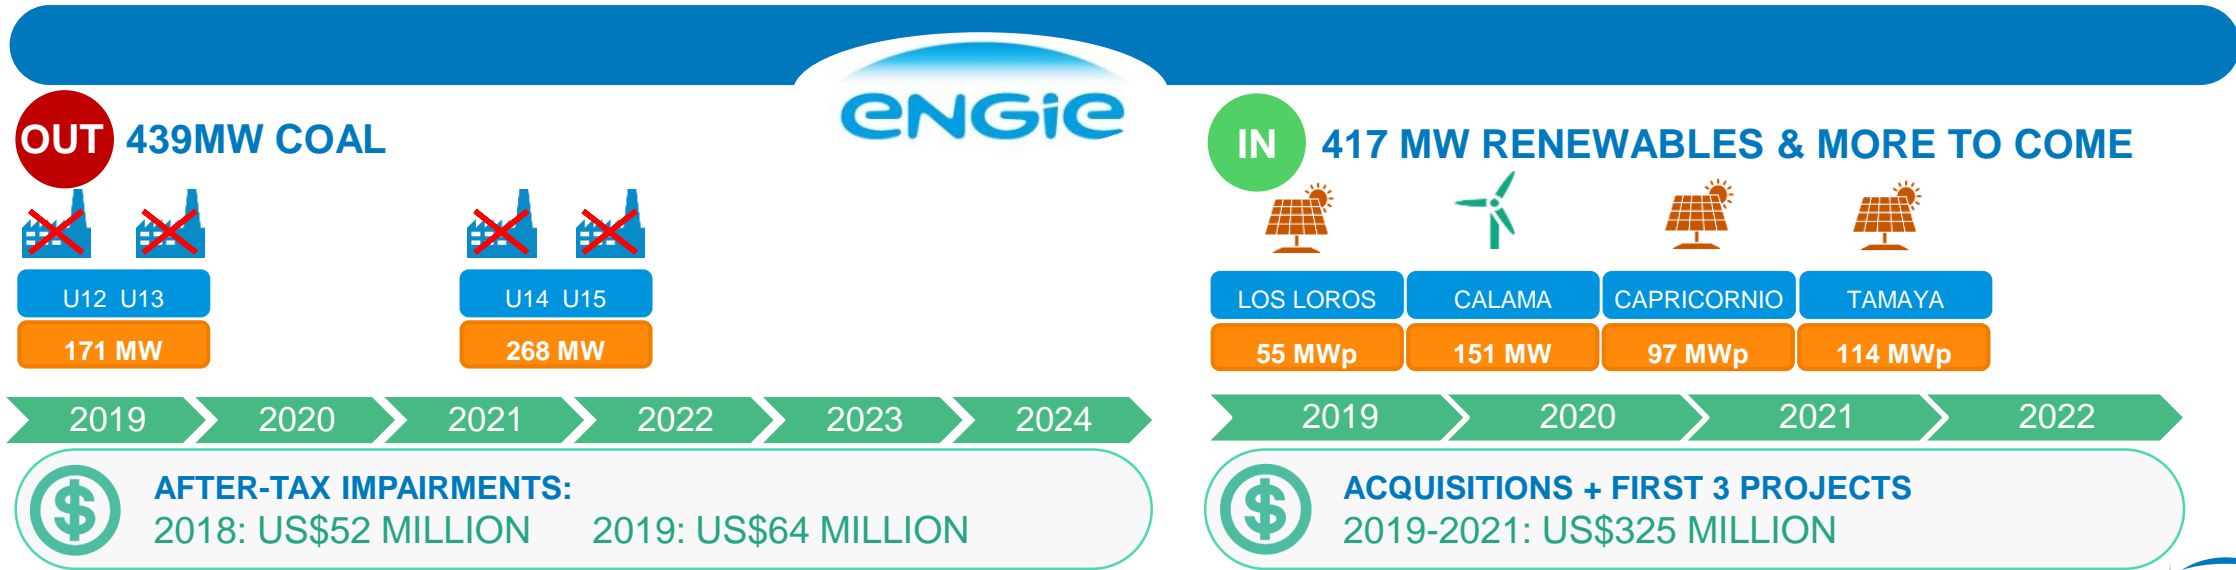 ENGiE
OUT 439MW COAL
U12 U13
171 MW
U14 U15
268 MW
2019 2020 2021 2022 2023 2024
AFTER-TAX IMPAIRMENTS:
2018: US$52 MILLION 2019: US$64 MILLION
IN 417 MW RENEWABLES & MORE TO COME
LOS LOROS CALAMA CAPRICORNIO TAMAYA
55 MWp 151 MW 97 MWp 114 MWp
2019 2020 2021 2022
ACQUISITIONS + FIRST 3 PROJECTS
2019-2021: US$325 MILLION